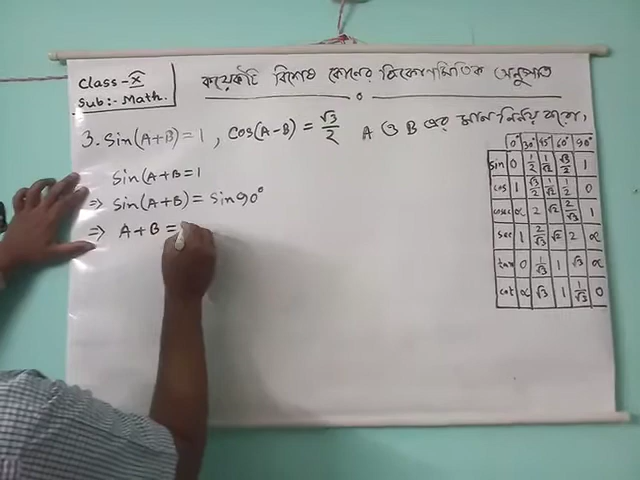 Class - X
Sub:- Math.
কয়েকটি বিশেষ কোনের ত্রিকোণমিতিক অনুপাত
3. Sin(A+B) = 1 , Cos(A-B) = √3/2 A ও B এর মান নির্ণয় করো,
Sin(A+B=1
⇒ Sin(A+B) = Sin90°
⇒ A+B =
0° 30° 45° 60° 90°
Sin 0 1/2 1/√2 √3/2 1
Cos 1 √3/2 1/√2 1/2 0
Cosec ∝ 2 √2 2/√3 1
Sec 1 2/√3 √2 2 ∝
tan 0 1/√3 1 √3 ∝
Cot ∝ √3 1 1/√3 0